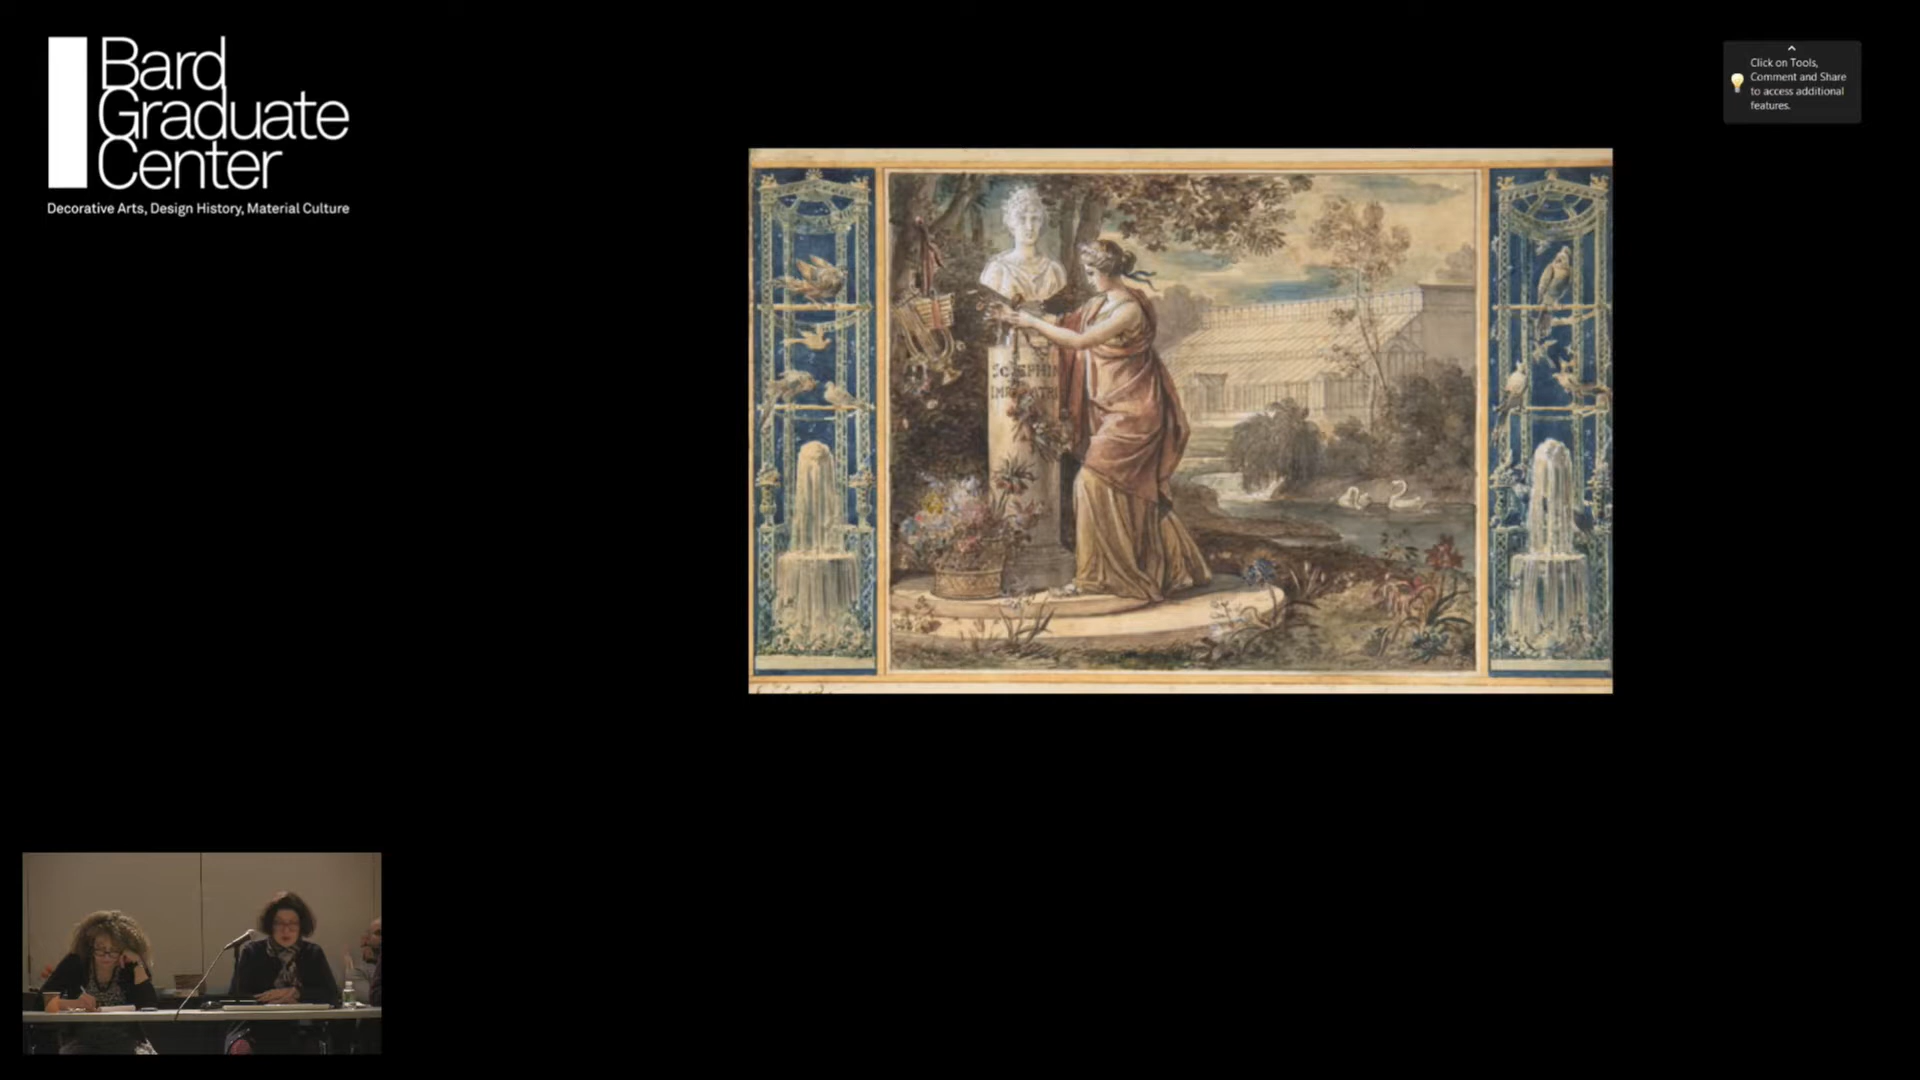 Bard
Graduate
Center
Decorative Arts, Design History, Material Culture
Click on Tools,
Comment and Share
to access additional
features.